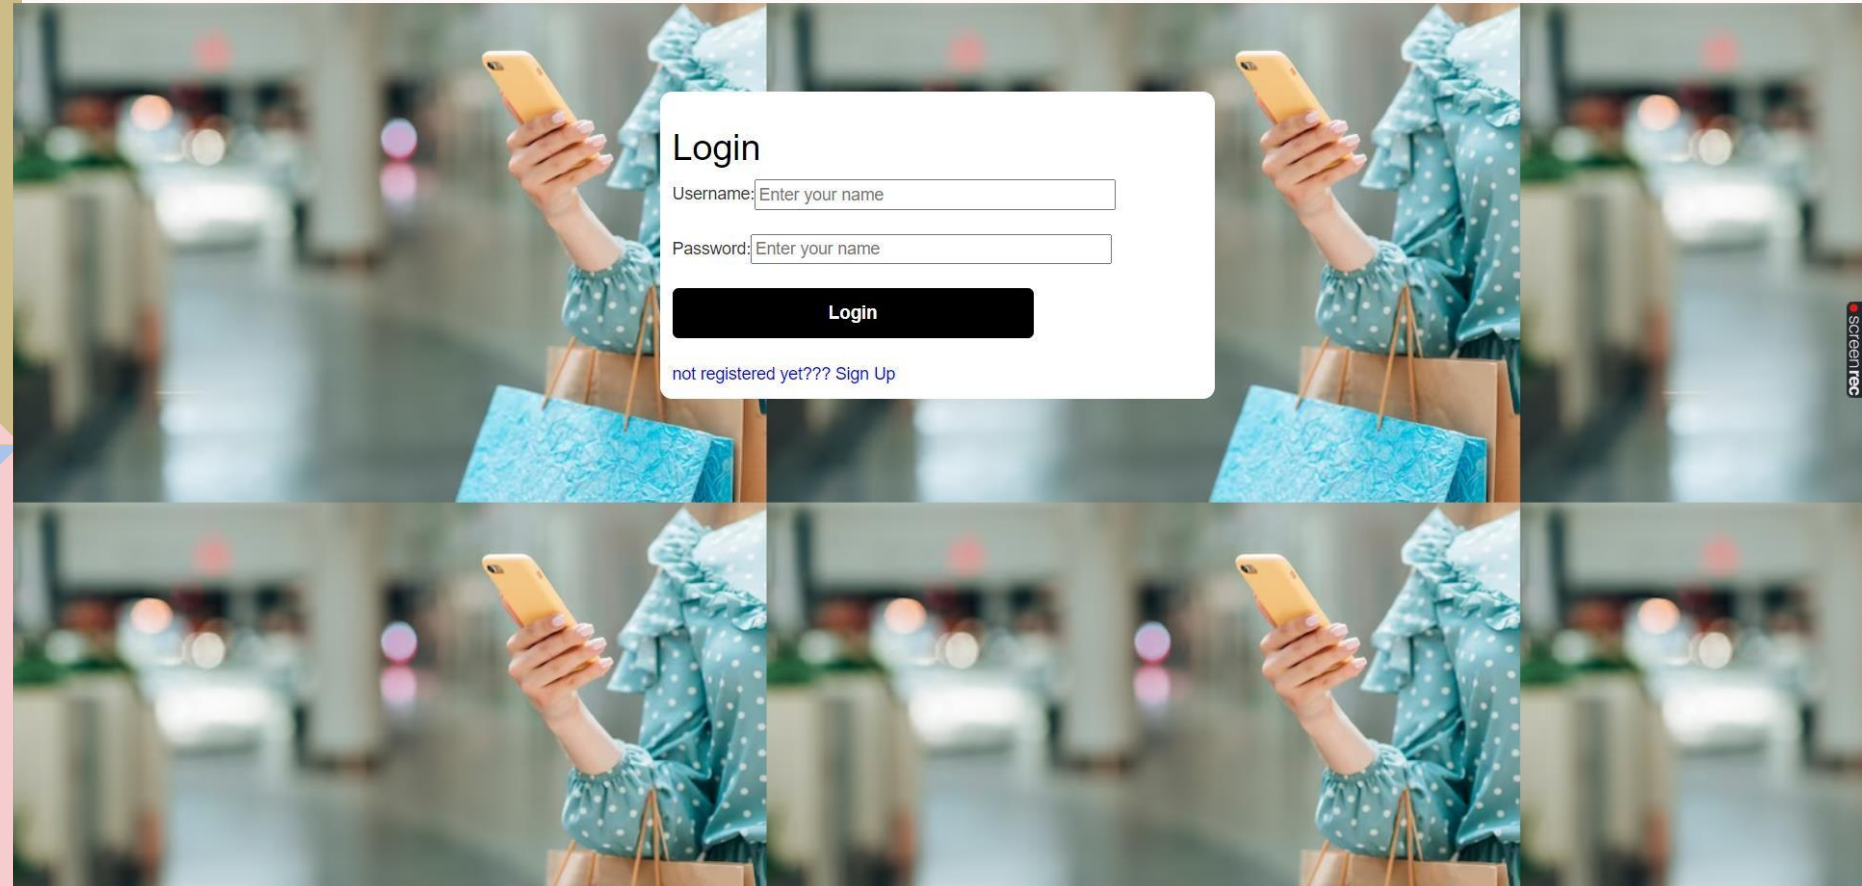 Login
Username: Enter your name
Password: Enter your name
Login
not registered yet??? Sign Up
screenrec